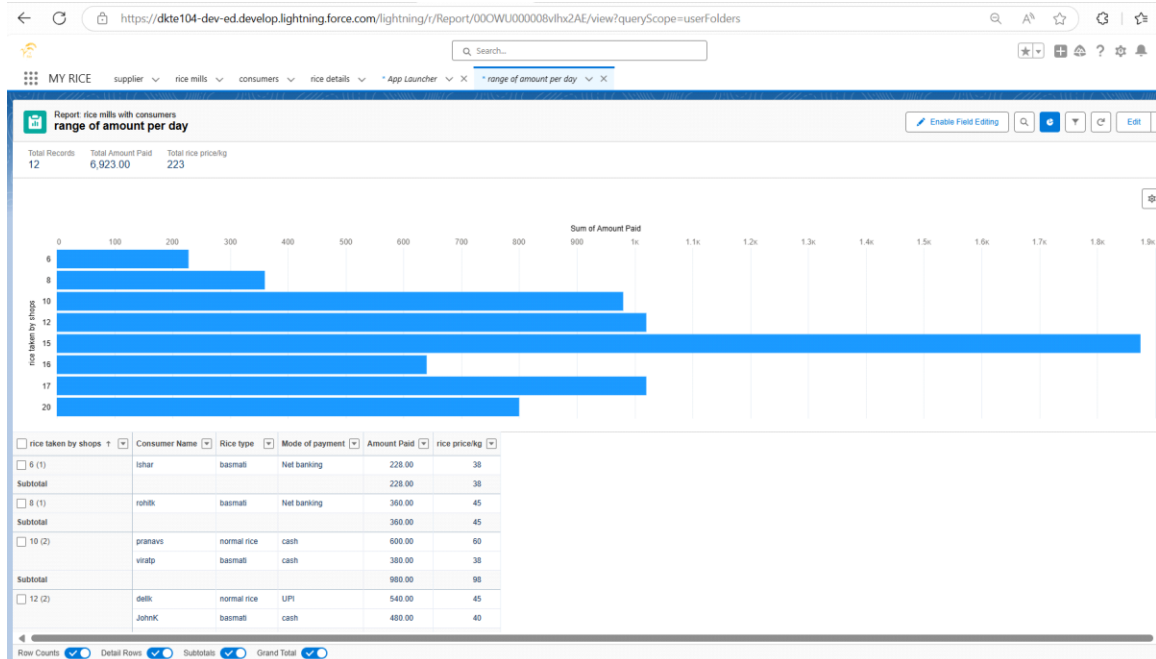 https://dkte104-dev-ed.develop.lightning.force.com/lightning/r/Report/00OWU000008vIhx2AE/view?queryScope=userFolders
Search...
MY RICE supplier rice mills consumers rice details * App Launcher * range of amount per day
Report: rice mills with consumers
range of amount per day
Enable Field Editing Edit
Total Records Total Amount Paid Total rice price/kg
12 6,923.00 223
Sum of Amount Paid
0 100 200 300 400 500 600 700 800 900 1K 1.1K 1.2K 1.3K 1.4K 1.5K 1.6K 1.7K 1.8K 1.9K
rice taken by shops
6
8
10
12
15
16
17
20
rice taken by shops ↑ Consumer Name Rice type Mode of payment Amount Paid rice price/kg
6 (1) Ishar basmati Net banking 228.00 38
Subtotal 228.00 38
8 (1) rohitk basmati Net banking 360.00 45
Subtotal 360.00 45
10 (2) pranavs normal rice cash 600.00 60
viratp basmati cash 380.00 38
Subtotal 980.00 98
12 (2) dellk normal rice UPI 540.00 45
JohnK basmati cash 480.00 40
Row Counts Detail Rows Subtotals Grand Total